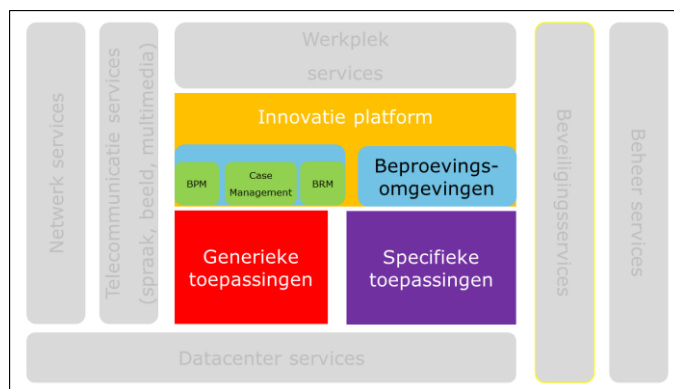 Netwerk services
Telecommunicatie services
(spraak, beeld, multimedia)
Werkplek
services
Innovatie platform
BPM
Case
Management
BRM
Beproevings-
omgevingen
Generieke
toepassingen
Specifieke
toepassingen
Datacenter services
Beveiligingsservices
Beheer services